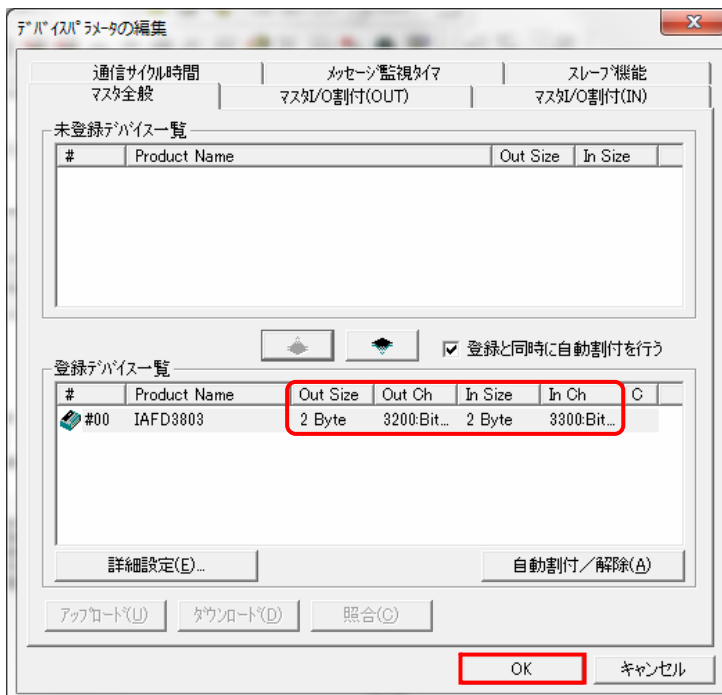 ﾃﾞﾊﾞｲｽﾊﾟﾗﾒｰﾀの編集
通信ｻｲｸﾙ時間 ﾒｯｾｰｼﾞ監視ﾀｲﾏ ｽﾚｰﾌﾞ機能
ﾏｽﾀ全般 ﾏｽﾀI/O割付(OUT) ﾏｽﾀI/O割付(IN)
未登録ﾃﾞﾊﾞｲｽ一覧
# Product Name Out Size In Size
登録と同時に自動割付を行う
登録ﾃﾞﾊﾞｲｽ一覧
# Product Name Out Size Out Ch In Size In Ch C
#00 IAFD3803 2 Byte 3200:Bit... 2 Byte 3300:Bit...
詳細設定(E)... 自動割付／解除(A)
ｱｯﾌﾟﾛｰﾄﾞ(U) ﾀﾞｳﾝﾛｰﾄﾞ(D) 照合(C)
OK ｷｬﾝｾﾙ